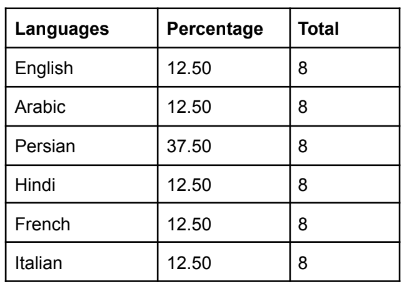 Languages Percentage Total
English 12.50 8
Arabic 12.50 8
Persian 37.50 8
Hindi 12.50 8
French 12.50 8
Italian 12.50 8